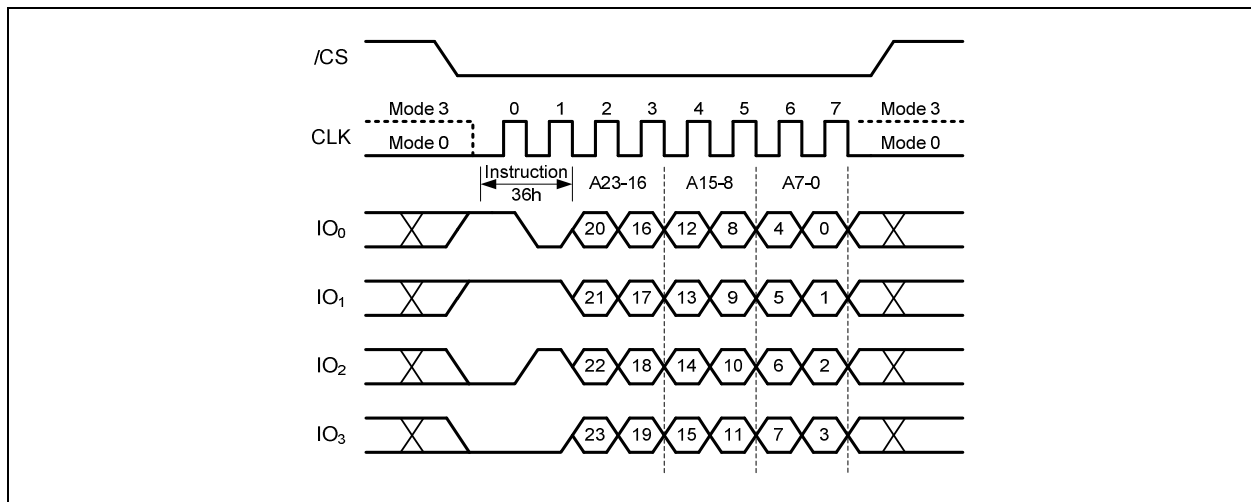 /CS
Mode 3 0 1 2 3 4 5 6 7 Mode 3
CLK
Mode 0 Mode 0
Instruction A23-16 A15-8 A7-0
36h
IO₀ 20 16 12 8 4 0
IO₁ 21 17 13 9 5 1
IO₂ 22 18 14 10 6 2
IO₃ 23 19 15 11 7 3